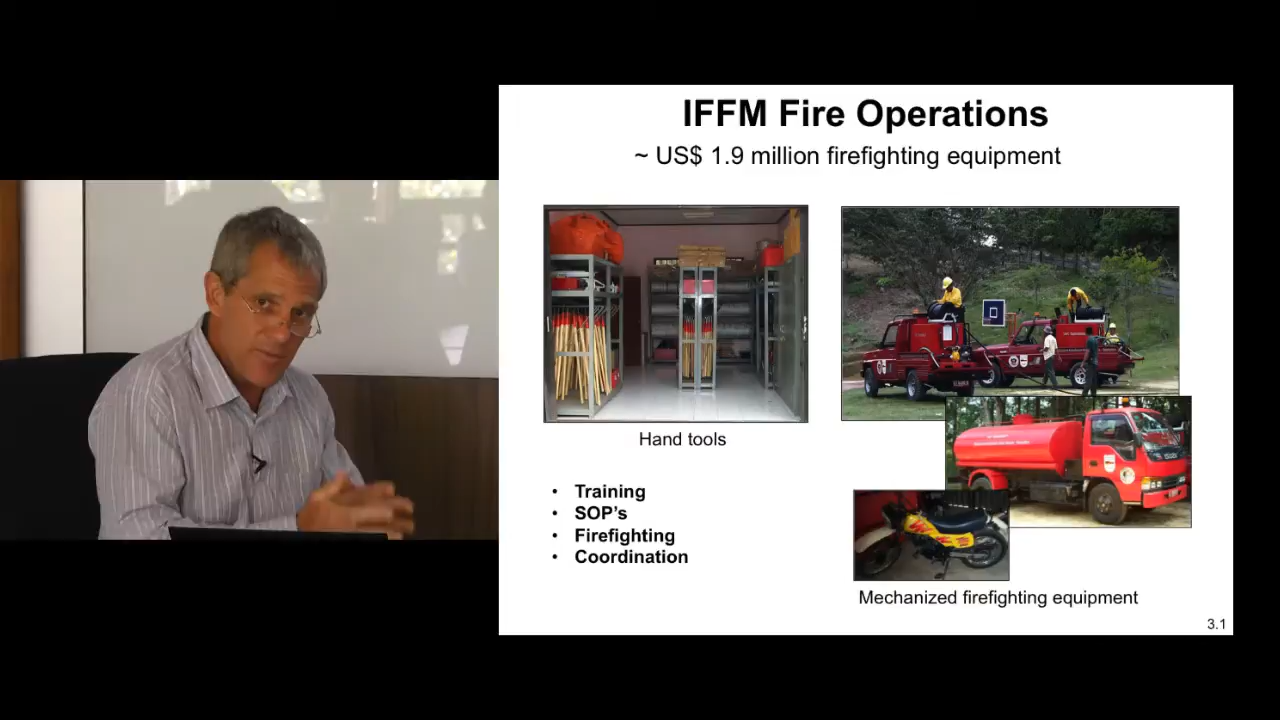 IFFM Fire Operations
~ US$ 1.9 million firefighting equipment
Hand tools
• Training
• SOP's
• Firefighting
• Coordination
Mechanized firefighting equipment
3.1